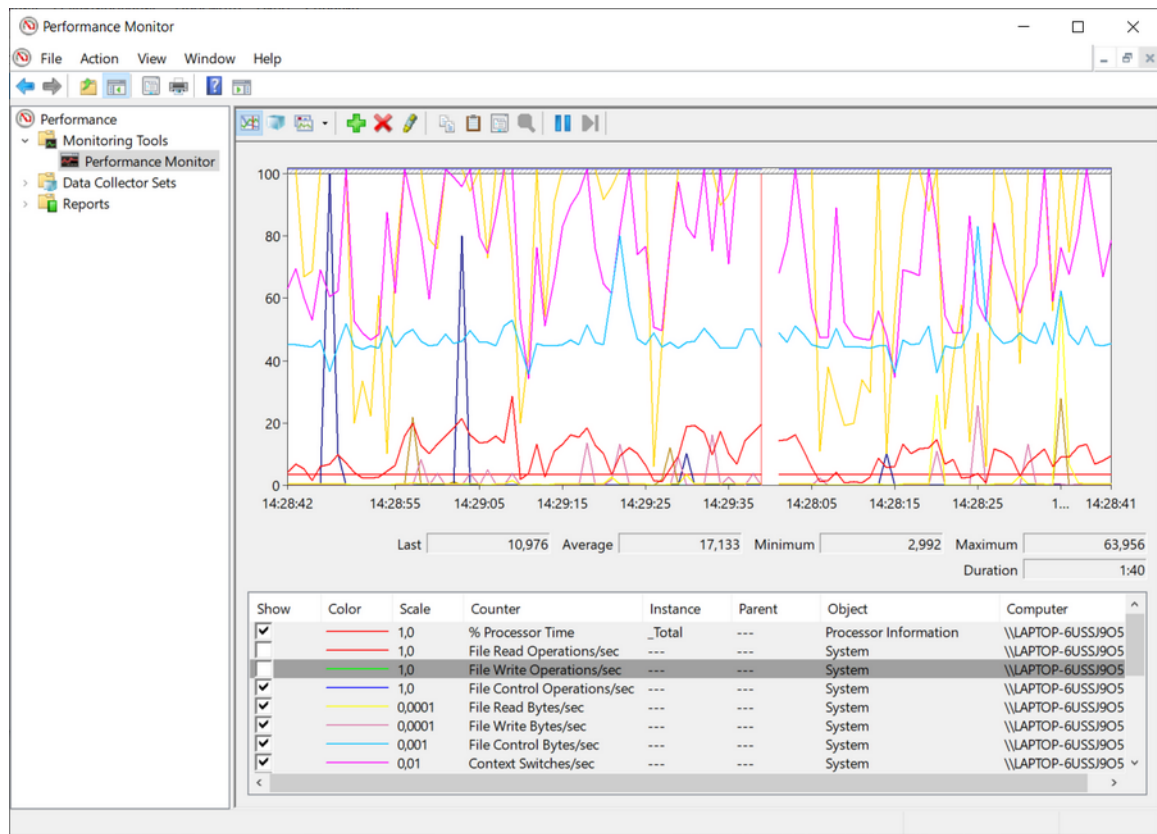 Performance Monitor
File Action View Window Help
Performance
Monitoring Tools
Performance Monitor
Data Collector Sets
Reports
100
80
60
40
20
0
14:28:42 14:28:55 14:29:05 14:29:15 14:29:25 14:29:35 14:28:05 14:28:15 14:28:25 1... 14:28:41
Last 10,976 Average 17,133 Minimum 2,992 Maximum 63,956
Duration 1:40
Show Color Scale Counter Instance Parent Object Computer
1,0 % Processor Time _Total --- Processor Information \\LAPTOP-6USSJ9O5
1,0 File Read Operations/sec --- --- System \\LAPTOP-6USSJ9O5
1,0 File Write Operations/sec --- --- System \\LAPTOP-6USSJ9O5
1,0 File Control Operations/sec --- --- System \\LAPTOP-6USSJ9O5
0,0001 File Read Bytes/sec --- --- System \\LAPTOP-6USSJ9O5
0,0001 File Write Bytes/sec --- --- System \\LAPTOP-6USSJ9O5
0,001 File Control Bytes/sec --- --- System \\LAPTOP-6USSJ9O5
0,01 Context Switches/sec --- --- System \\LAPTOP-6USSJ9O5